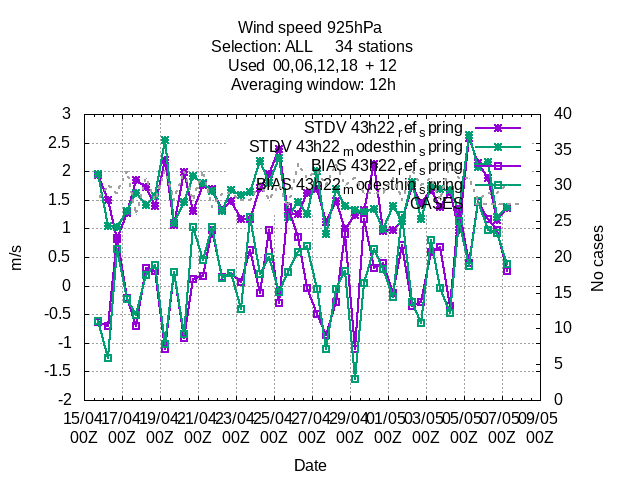 Wind speed 925hPa
Selection: ALL 34 stations
Used 00,06,12,18 + 12
Averaging window: 12h
3 40
STDV 43h22_ref_spring
2.5 35
STDV 43h22_modesthin_spring
2 BIAS 43h22_ref_spring
30
BIAS 43h22_modesthin_spring
1.5 CASES
1 25
0.5 20
m/s No cases
0
-0.5 15
10
-1
-1.5 5
-2 0
15/04 17/04 19/04 21/04 23/04 25/04 27/04 29/04 01/05 03/05 05/05 07/05 09/05
00Z 00Z 00Z 00Z 00Z 00Z 00Z 00Z 00Z 00Z 00Z 00Z 00Z
Date